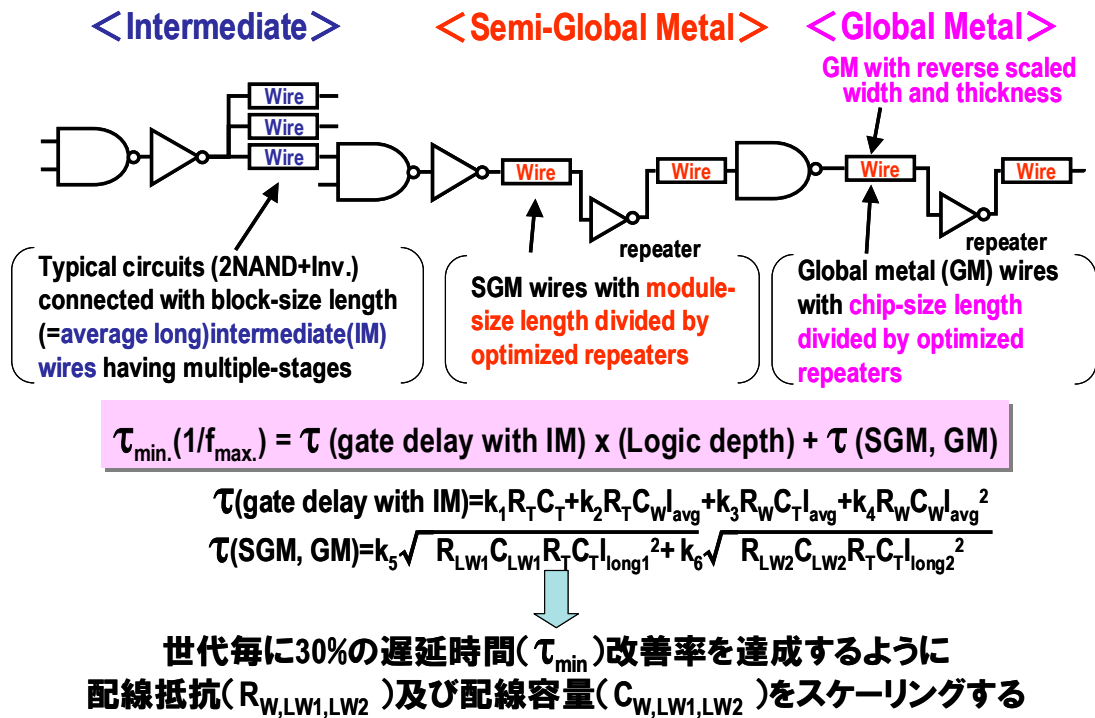 ＜Intermediate＞
＜Semi-Global Metal＞
＜Global Metal＞
GM with reverse scaled
width and thickness
Wire
Wire
Wire
Wire
Wire
Wire
Wire
repeater
repeater
Typical circuits (2NAND+Inv.)
connected with block-size length
(=average long)intermediate(IM)
wires having multiple-stages
SGM wires with module-
size length divided by
optimized repeaters
Global metal (GM) wires
with chip-size length
divided by optimized
repeaters
τmin.(1/fmax.) = τ (gate delay with IM) x (Logic depth) + τ (SGM, GM)
τ(gate delay with IM)=k₁RTCT+k₂RTCWlavg+k₃RWCTlavg+k₄RWCWlavg²
τ(SGM, GM)=k₅√RLW1CLW1RTCTllong1²+k₆√RLW2CLW2RTCTllong2²
世代毎に30%の遅延時間（τmin）改善率を達成するように
配線抵抗（RW,LW1,LW2）及び配線容量（CW,LW1,LW2）をスケーリングする